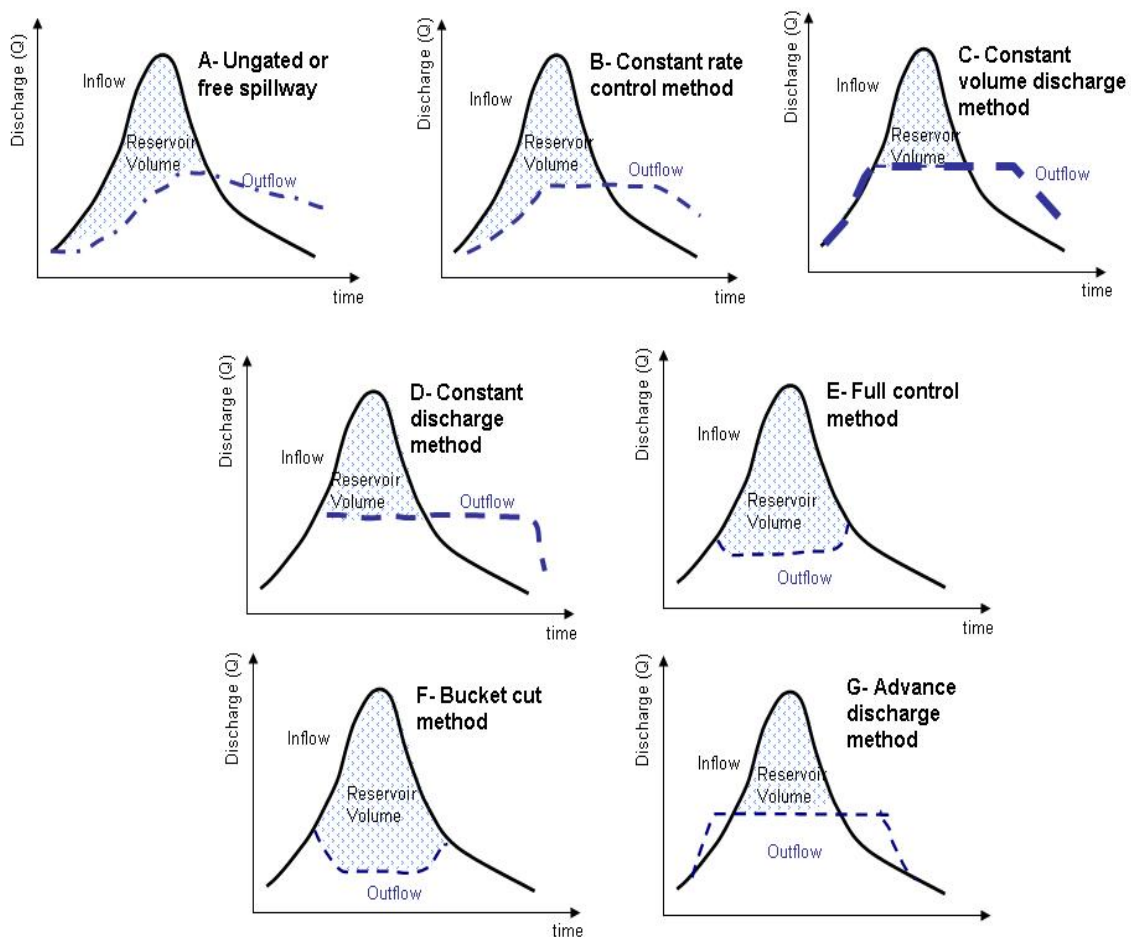 Discharge (Q)
Inflow
A- Ungated or
free spillway
Reservoir
Volume
Outflow
time
Discharge (Q)
Inflow
B- Constant rate
control method
Reservoir
Volume
Outflow
time
Discharge (Q)
Inflow
C- Constant
volume discharge
method
Reservoir
Volume
Outflow
time
Discharge (Q)
Inflow
D- Constant
discharge
method
Reservoir
Volume
Outflow
time
Discharge (Q)
Inflow
E- Full control
method
Reservoir
Volume
Outflow
time
Discharge (Q)
Inflow
F- Bucket cut
method
Reservoir
Volume
Outflow
time
Discharge (Q)
Inflow
G- Advance
discharge
method
Reservoir
Volume
Outflow